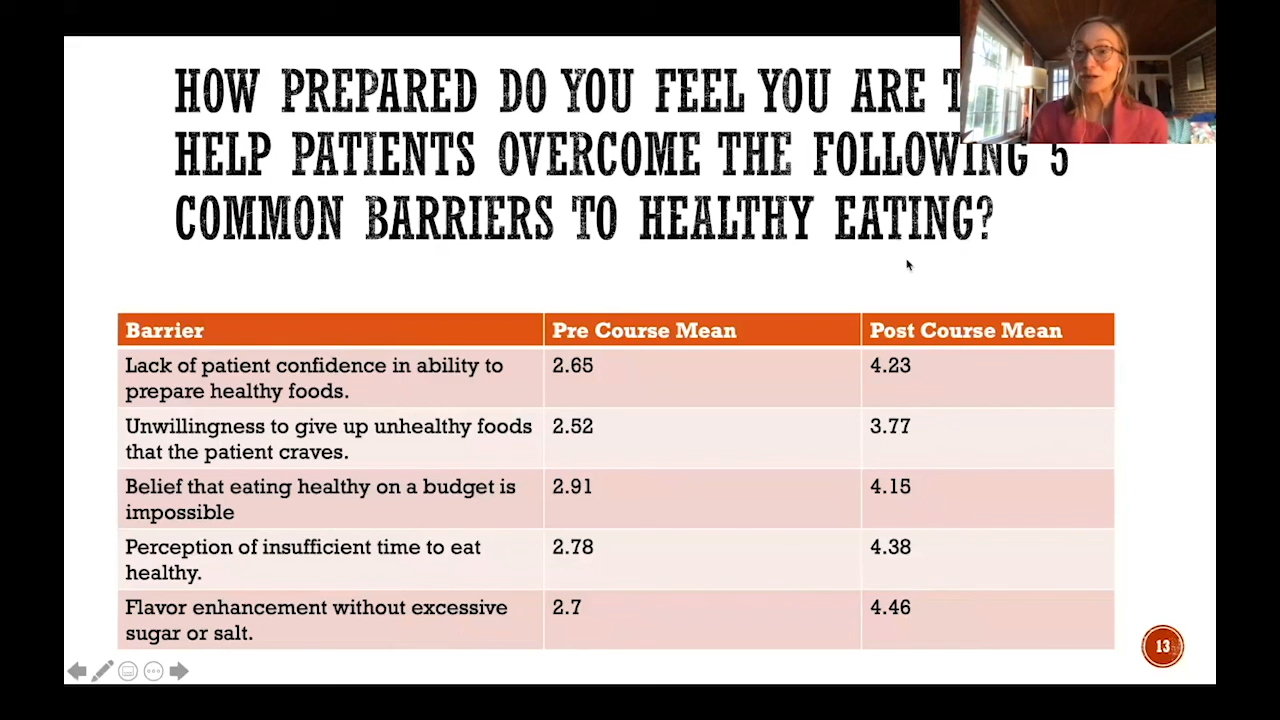 HOW PREPARED DO YOU FEEL YOU ARE
HELP PATIENTS OVERCOME THE FOLLOWING 5
COMMON BARRIERS TO HEALTHY EATING?
Barrier Pre Course Mean Post Course Mean
Lack of patient confidence in ability to 2.65 4.23
prepare healthy foods.
Unwillingness to give up unhealthy foods 2.52 3.77
that the patient craves.
Belief that eating healthy on a budget is 2.91 4.15
impossible
Perception of insufficient time to eat 2.78 4.38
healthy.
Flavor enhancement without excessive 2.7 4.46
sugar or salt.
13